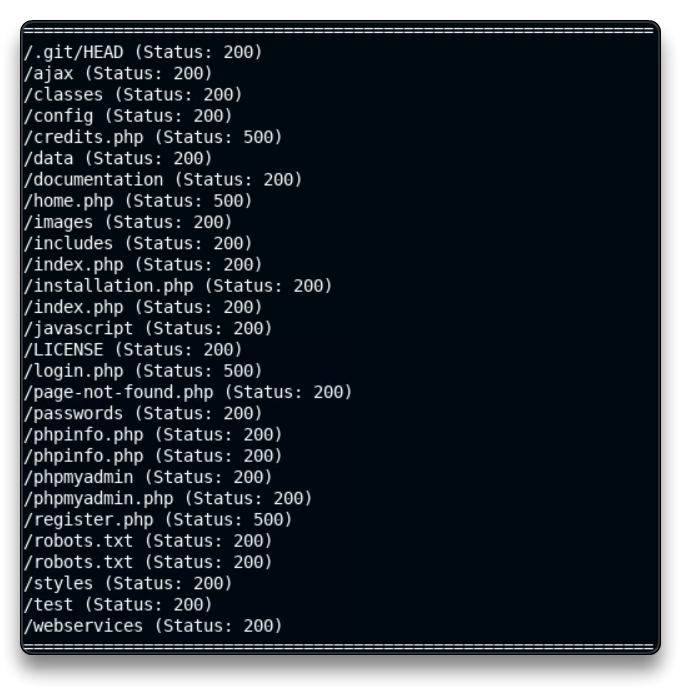 ===============================================================
/.git/HEAD (Status: 200)
/ajax (Status: 200)
/classes (Status: 200)
/config (Status: 200)
/credits.php (Status: 500)
/data (Status: 200)
/documentation (Status: 200)
/home.php (Status: 500)
/images (Status: 200)
/includes (Status: 200)
/index.php (Status: 200)
/installation.php (Status: 200)
/index.php (Status: 200)
/javascript (Status: 200)
/LICENSE (Status: 200)
/login.php (Status: 500)
/page-not-found.php (Status: 200)
/passwords (Status: 200)
/phpinfo.php (Status: 200)
/phpinfo.php (Status: 200)
/phpmyadmin (Status: 200)
/phpmyadmin.php (Status: 200)
/register.php (Status: 500)
/robots.txt (Status: 200)
/robots.txt (Status: 200)
/styles (Status: 200)
/test (Status: 200)
/webservices (Status: 200)
===============================================================